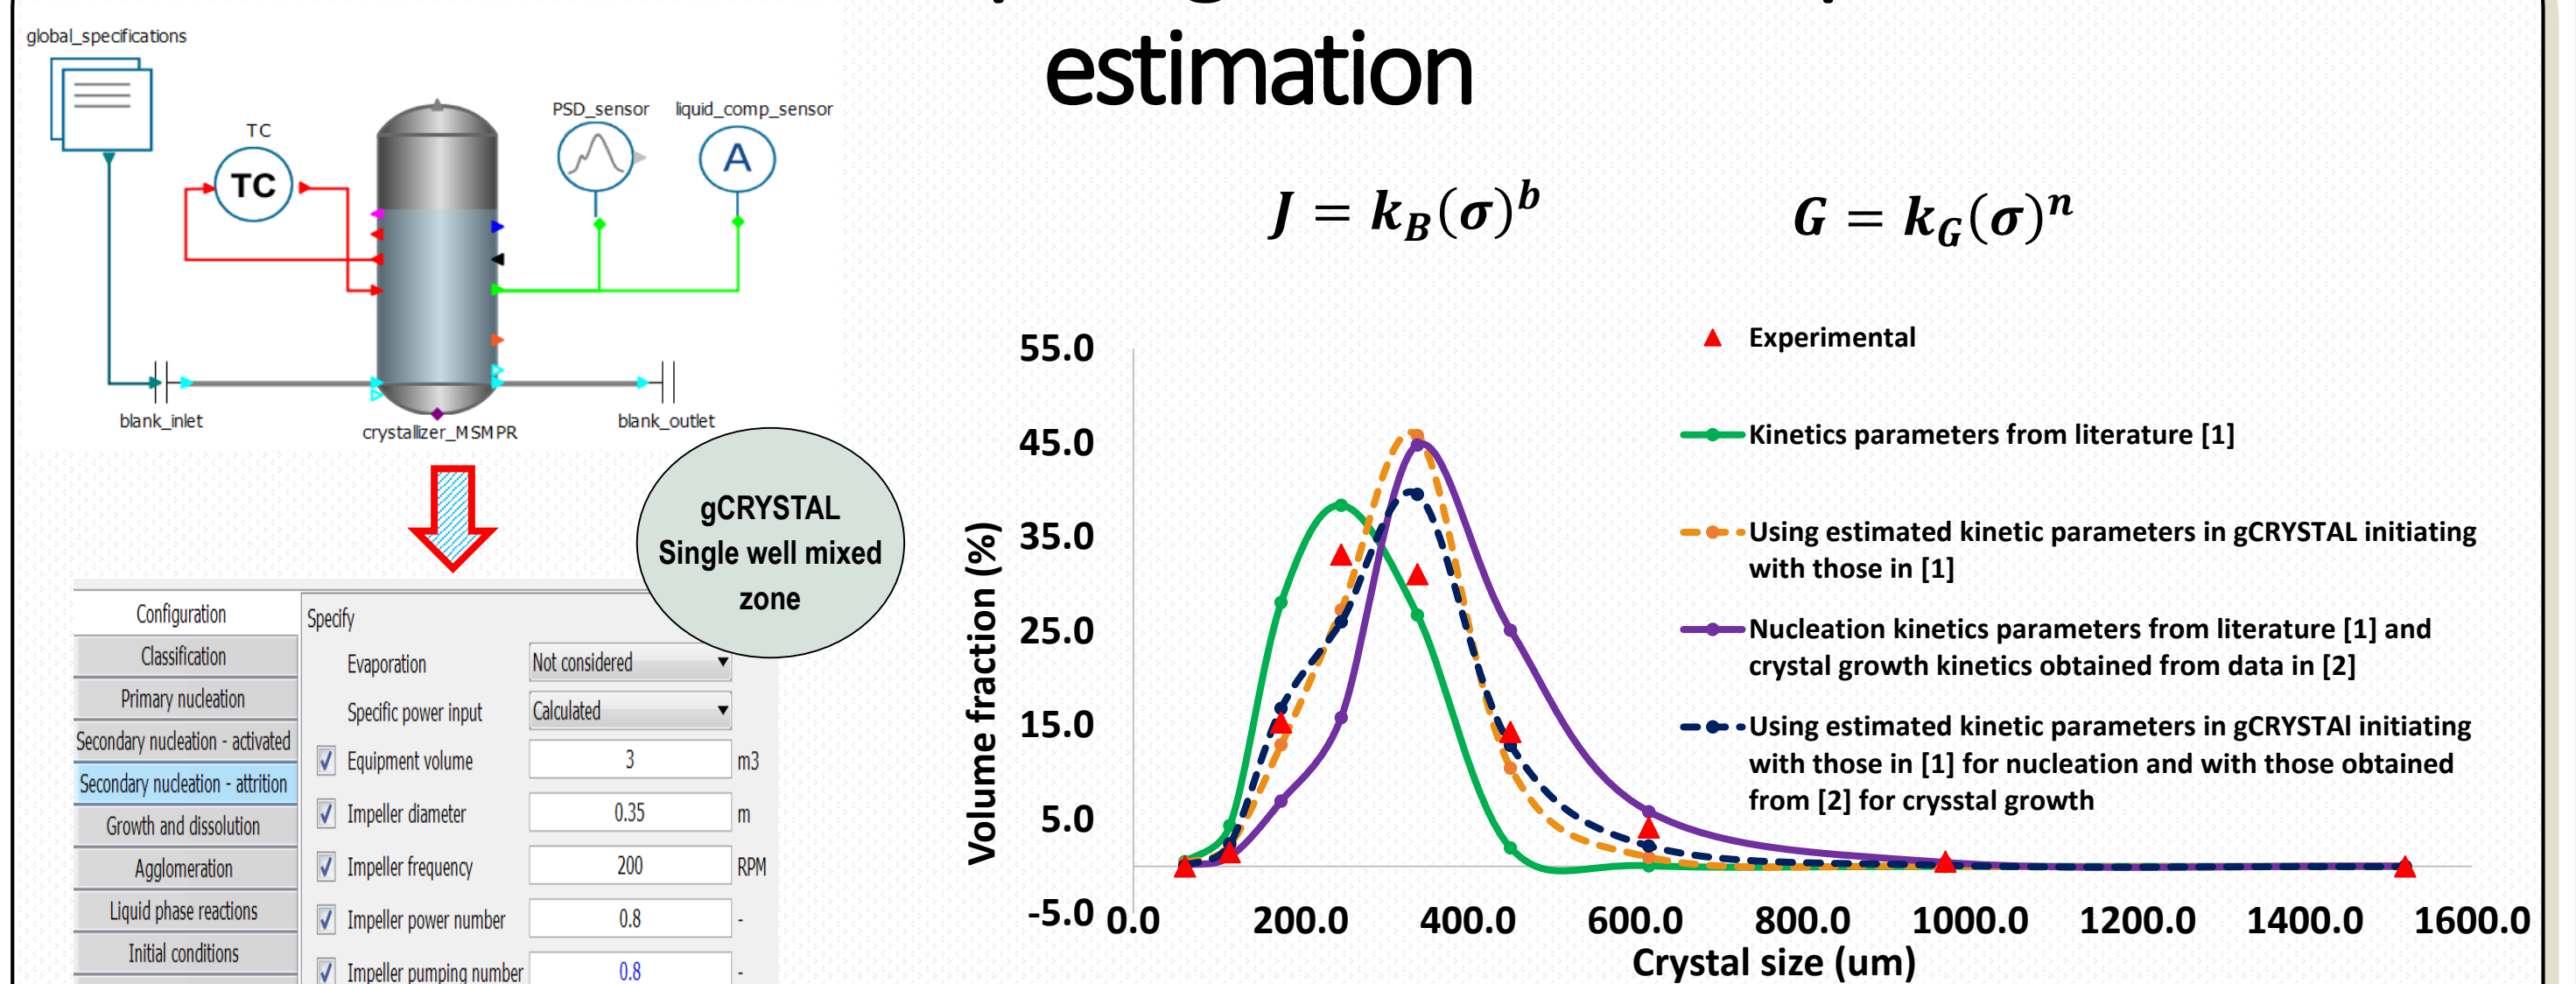 estimation
global_specifications
TC
TC
PSD_sensor
liquid_comp_sensor
A
blank_inlet
crystallizer_MSMPR
blank_outlet
gCRYSTAL
Single well mixed
zone
Configuration
Classification
Primary nucleation
Secondary nucleation - activated
Secondary nucleation - attrition
Growth and dissolution
Agglomeration
Liquid phase reactions
Initial conditions
Specify
Evaporation Not considered
Specific power input Calculated
Equipment volume 3 m3
Impeller diameter 0.35 m
Impeller frequency 200 RPM
Impeller power number 0.8 -
Impeller pumping number 0.8 -
J = k_B(σ)^b
G = k_G(σ)^n
Volume fraction (%)
55.0
45.0
35.0
25.0
15.0
5.0
-5.0
0.0 200.0 400.0 600.0 800.0 1000.0 1200.0 1400.0 1600.0
Crystal size (um)
Experimental
Kinetics parameters from literature [1]
Using estimated kinetic parameters in gCRYSTAL initiating
with those in [1]
Nucleation kinetics parameters from literature [1] and
crystal growth kinetics obtained from data in [2]
Using estimated kinetic parameters in gCRYSTAl initiating
with those in [1] for nucleation and with those obtained
from [2] for crysstal growth